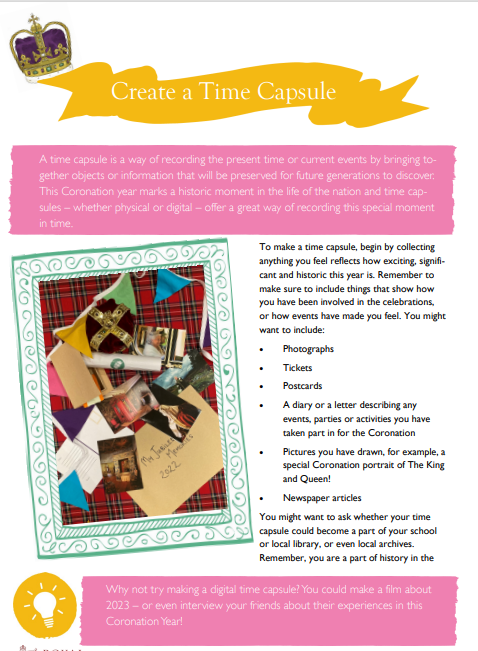 Create a Time Capsule
A time capsule is a way of recording the present time or current events by bringing to-
gether objects or information that will be preserved for future generations to discover.
This Coronation year marks a historic moment in the life of the nation and time cap-
sules – whether physical or digital – offer a great way of recording this special moment
in time.
To make a time capsule, begin by collecting
anything you feel reflects how exciting, signifi-
cant and historic this year is. Remember to
make sure to include things that show how
you have been involved in the celebrations,
or how events have made you feel. You might
want to include:
• Photographs
• Tickets
• Postcards
• A diary or a letter describing any
events, parties or activities you have
taken part in for the Coronation
• Pictures you have drawn, for example, a
special Coronation portrait of The King
and Queen!
• Newspaper articles
You might want to ask whether your time
capsule could become a part of your school
or local library, or even local archives.
Remember, you are a part of history in the
My Jubilee
Memories
2022
Why not try making a digital time capsule? You could make a film about
2023 – or even interview your friends about their experiences in this
Coronation Year!